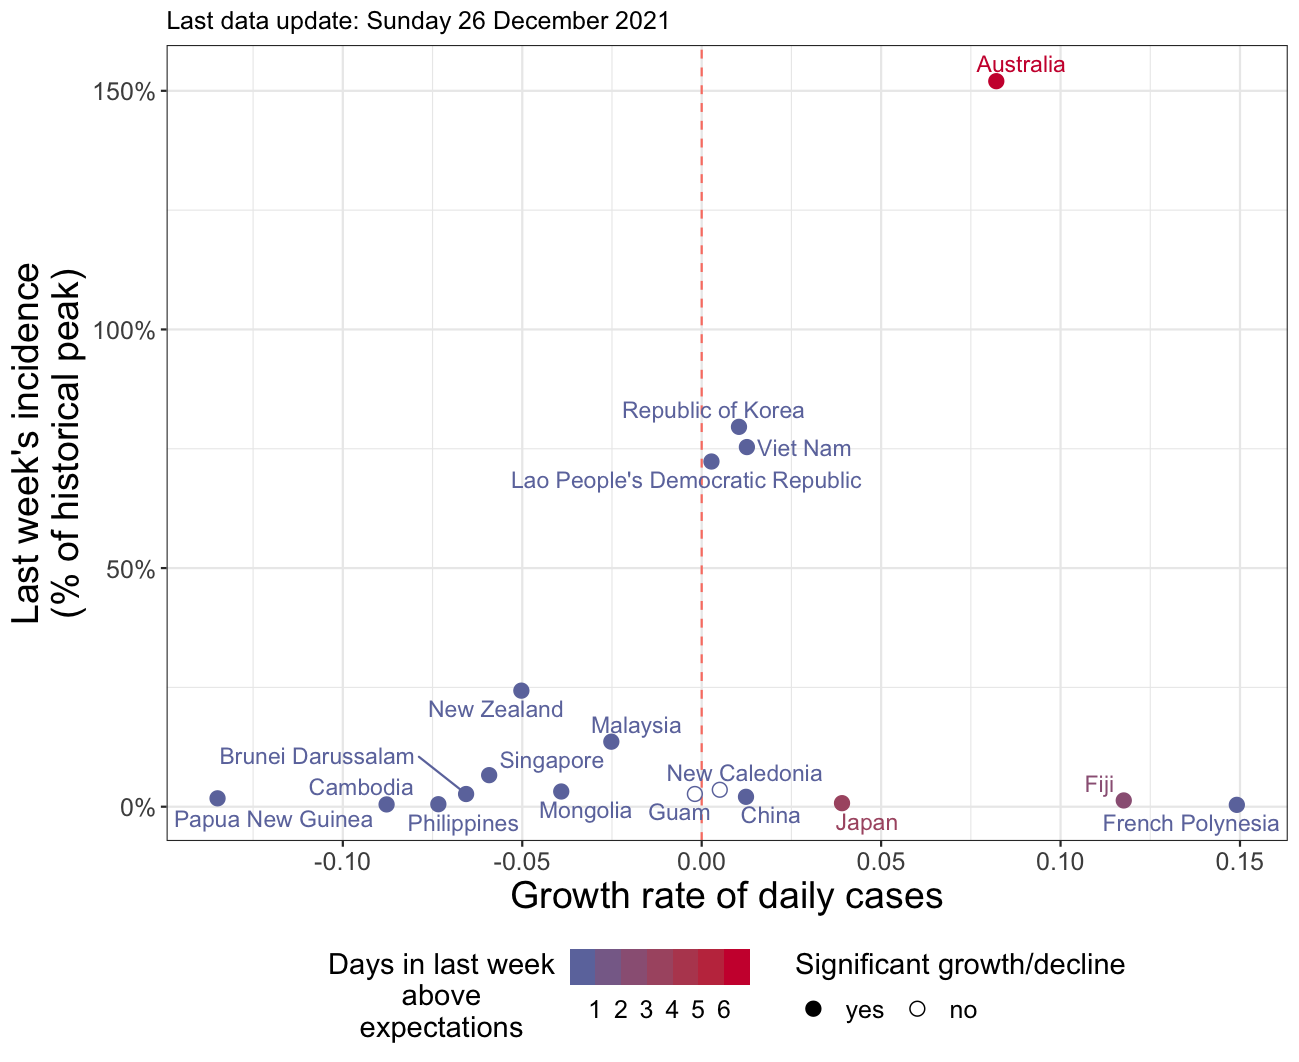 Last data update: Sunday 26 December 2021
Last week's incidence
(% of historical peak)
150%
100%
50%
0%
Australia
Republic of Korea
Viet Nam
Lao People's Democratic Republic
New Zealand
Malaysia
Brunei Darussalam
Singapore
New Caledonia
Cambodia
Fiji
Mongolia
Guam
China
Papua New Guinea
Philippines
Japan
French Polynesia
-0.10 -0.05 0.00 0.05 0.10 0.15
Growth rate of daily cases
Days in last week
above
expectations
1 2 3 4 5 6
Significant growth/decline
yes no